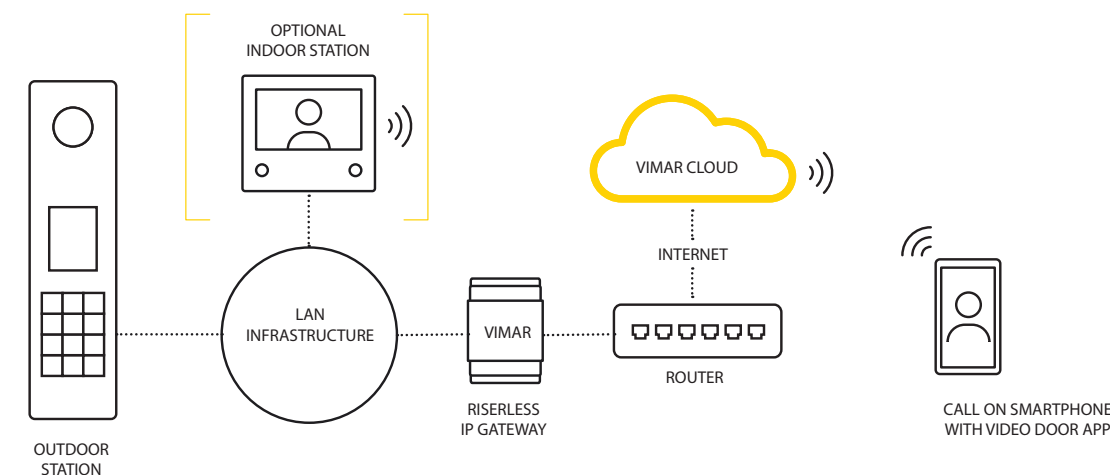 OPTIONAL
INDOOR STATION
VIMAR CLOUD
INTERNET
LAN
INFRASTRUCTURE
VIMAR
ROUTER
RISERLESS
IP GATEWAY
CALL ON SMARTPHONE
WITH VIDEO DOOR APP
OUTDOOR
STATION